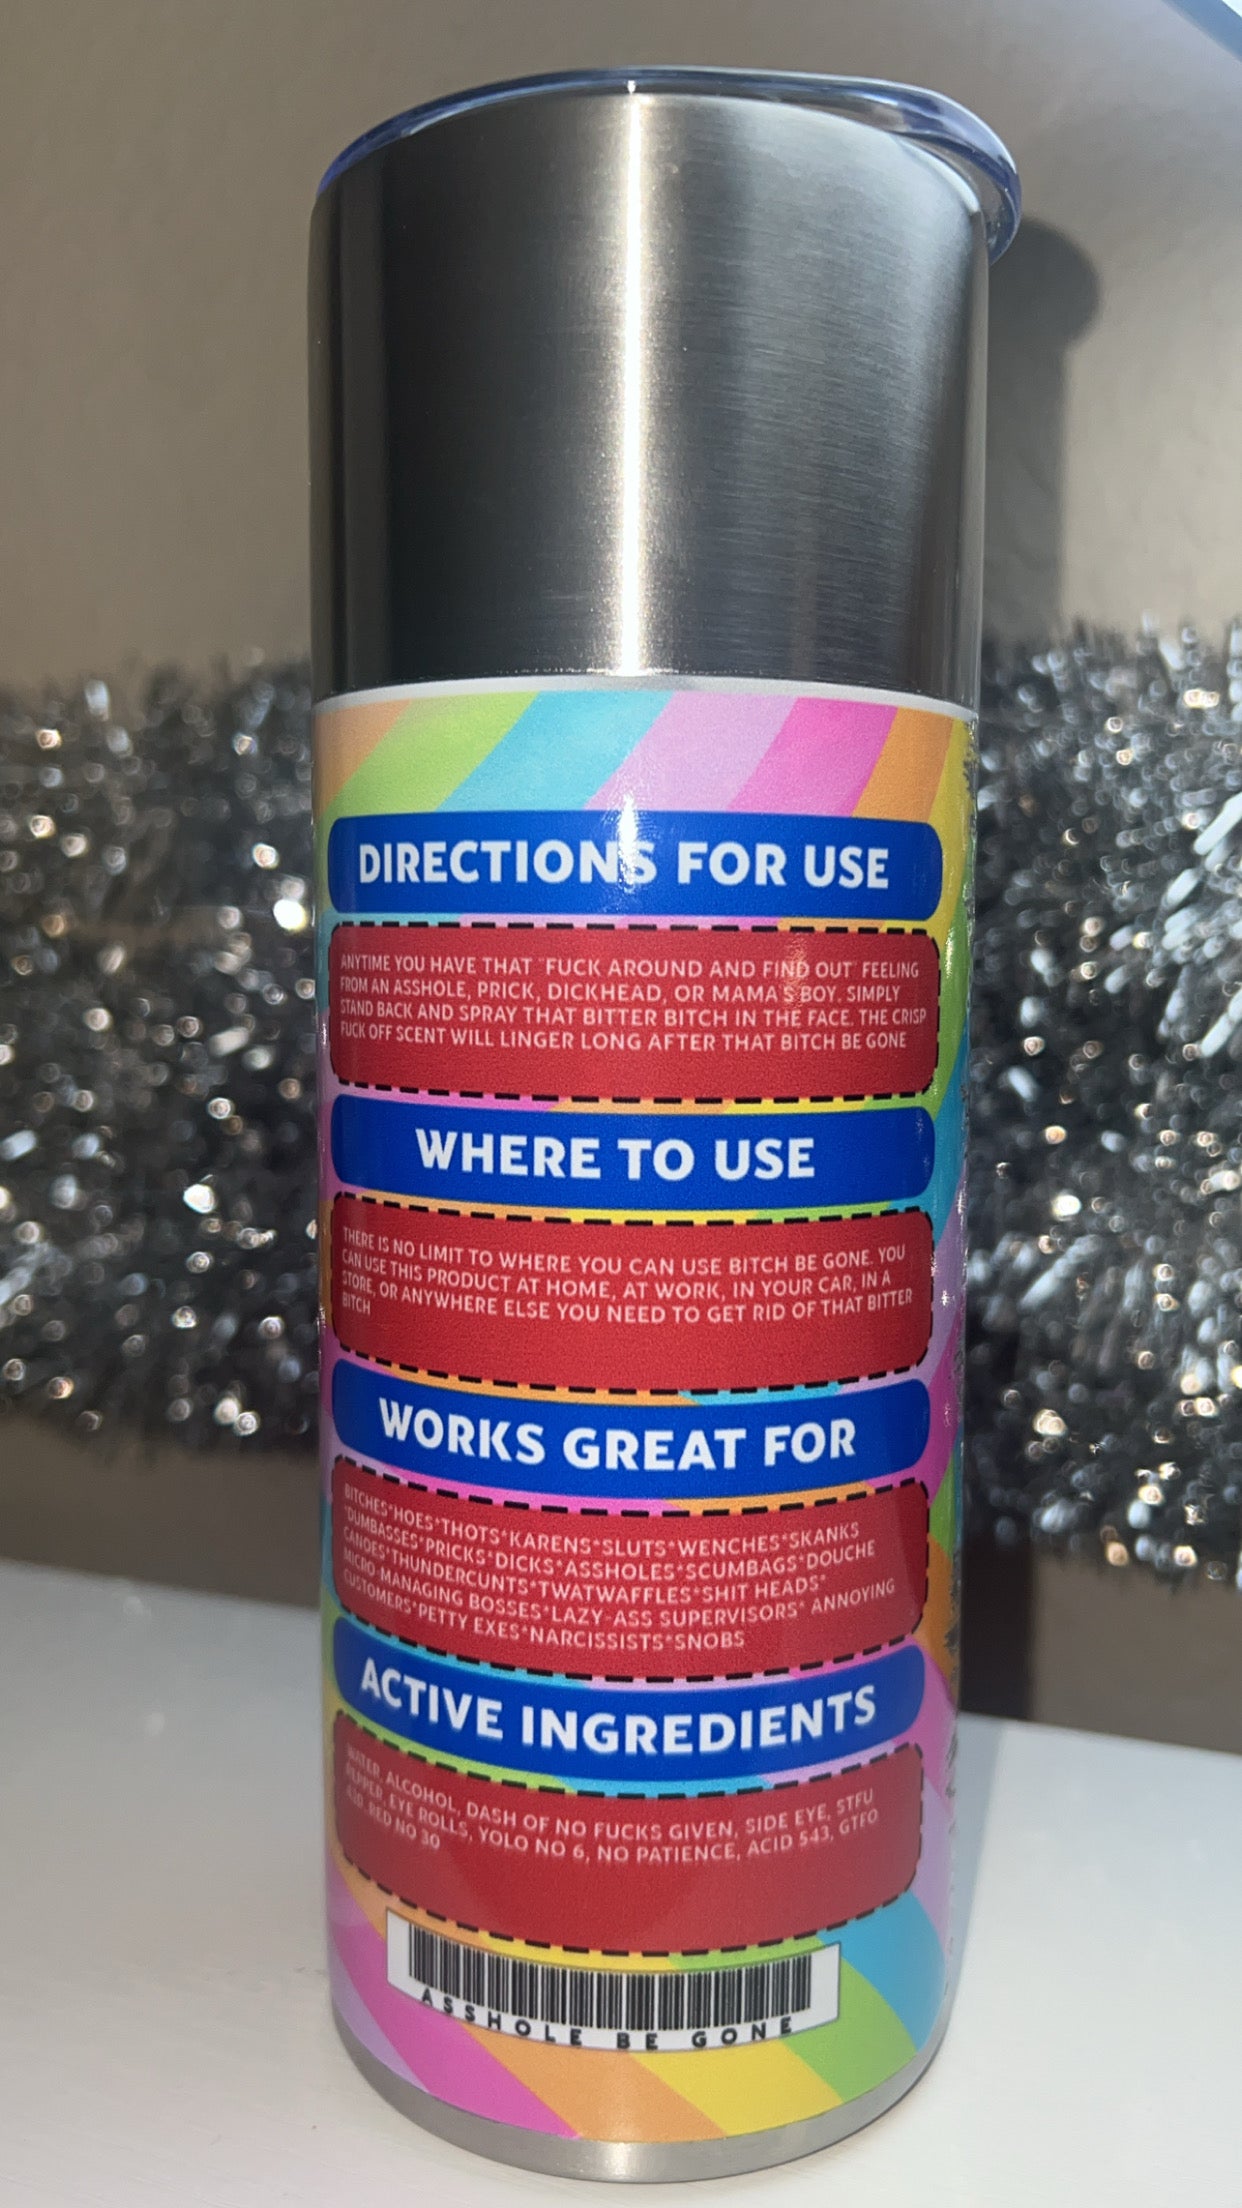 DIRECTIONS FOR USE
ANYTIME YOU HAVE THAT "FUCK AROUND AND FIND OUT" FEELING
FROM AN ASSHOLE, PRICK, DICKHEAD, OR MAMA'S BOY. SIMPLY
STAND BACK AND SPRAY THAT BITTER BITCH IN THE FACE. THE CRISP
FUCK OFF SCENT WILL LINGER LONG AFTER THAT BITCH BE GONE
WHERE TO USE
THERE IS NO LIMIT TO WHERE YOU CAN USE BITCH BE GONE. YOU
CAN USE THIS PRODUCT AT HOME, AT WORK, IN YOUR CAR, IN A
STORE, OR ANYWHERE ELSE YOU NEED TO GET RID OF THAT BITTER
BITCH
WORKS GREAT FOR
BITCHES*HOES*THOTS*KARENS*SLUTS*WENCHES*SKANKS
*DUMBASSES*PRICKS*DICKS*ASSHOLES*SCUMBAGS*DOUCHE
CANOES*THUNDERCUNTS*TWATWAFFLES*SHIT HEADS*
MICRO-MANAGING BOSSES*LAZY-ASS SUPERVISORS* ANNOYING
CUSTOMERS*PETTY EXES*NARCISSISTS*SNOBS
ACTIVE INGREDIENTS
WATER, ALCOHOL, DASH OF NO FUCKS GIVEN, SIDE EYE, STFU
PEPPER, EYE ROLLS, YOLO NO 6, NO PATIENCE, ACID 543, GTFO
420, RED NO 30
ASSHOLE BE GONE